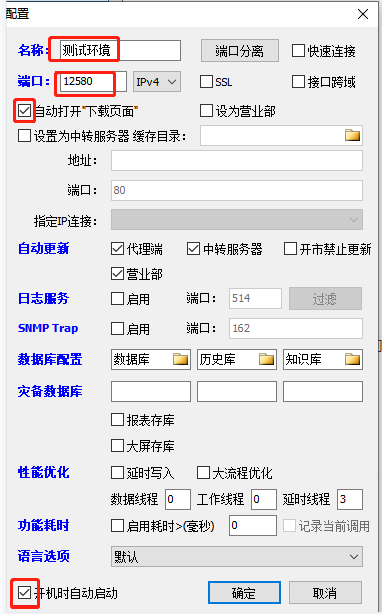 配置
名称: 测试环境 端口分离 快速连接
端口: 12580 IPv4 SSL 接口跨域
自动打开"下载页面" 设为营业部
设置为中转服务器 缓存目录:
地址:
端口: 80
指定IP连接:
自动更新 代理端 中转服务器 开市禁止更新
营业部
日志服务 启用 端口: 514 过滤
SNMP Trap 启用 端口: 162
数据库配置 数据库 历史库 知识库
灾备数据库
报表存库
大屏存库
性能优化 延时写入 大流程优化
数据线程 0 工作线程 0 延时线程 3
功能耗时 启用耗时>(毫秒) 0 记录当前调用
语言选项 默认
开机时自动启动 确定 取消